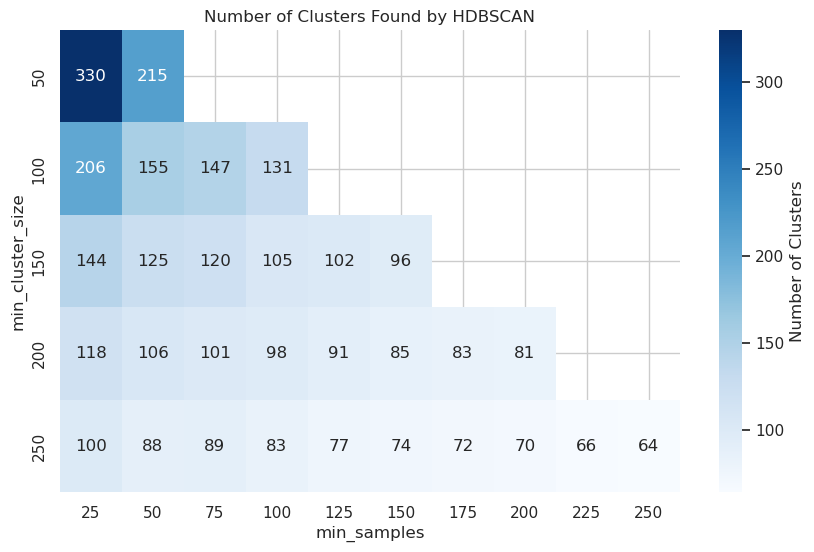 Number of Clusters Found by HDBSCAN
min_cluster_size
50 330 215
100 206 155 147 131
150 144 125 120 105 102 96
200 118 106 101 98 91 85 83 81
250 100 88 89 83 77 74 72 70 66 64
25 50 75 100 125 150 175 200 225 250
min_samples
300
250
200
150
100
Number of Clusters